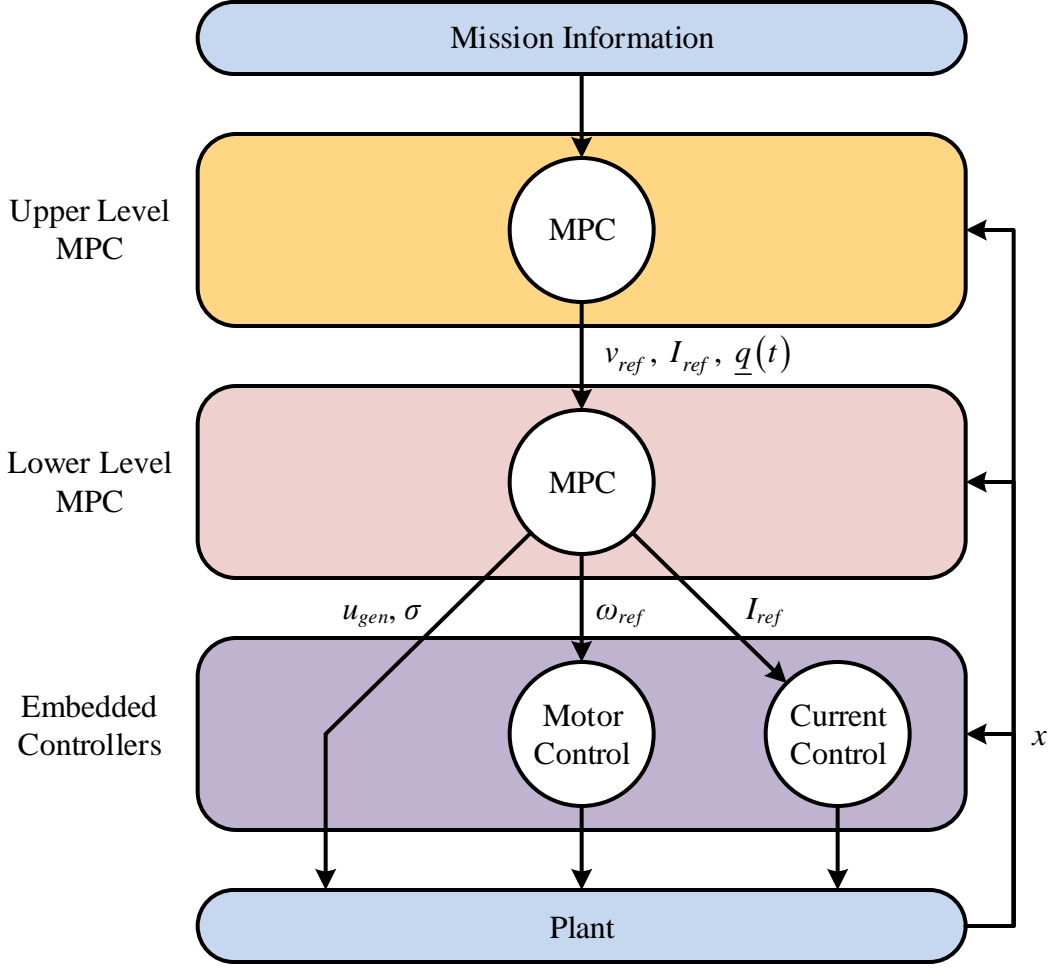 Mission Information
Upper Level
MPC
MPC
v_ref , I_ref , q(t)
Lower Level
MPC
MPC
u_gen, σ
ω_ref
I_ref
Embedded
Controllers
Motor
Control
Current
Control
x
Plant